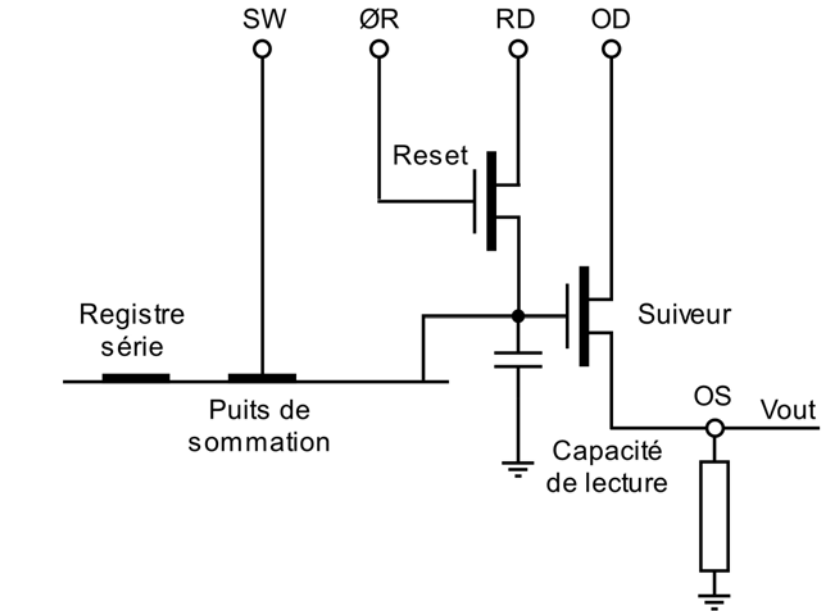 SW
ØR
RD
OD
Reset
Registre
série
Suiveur
Puits de
sommation
OS
Vout
Capacité
de lecture